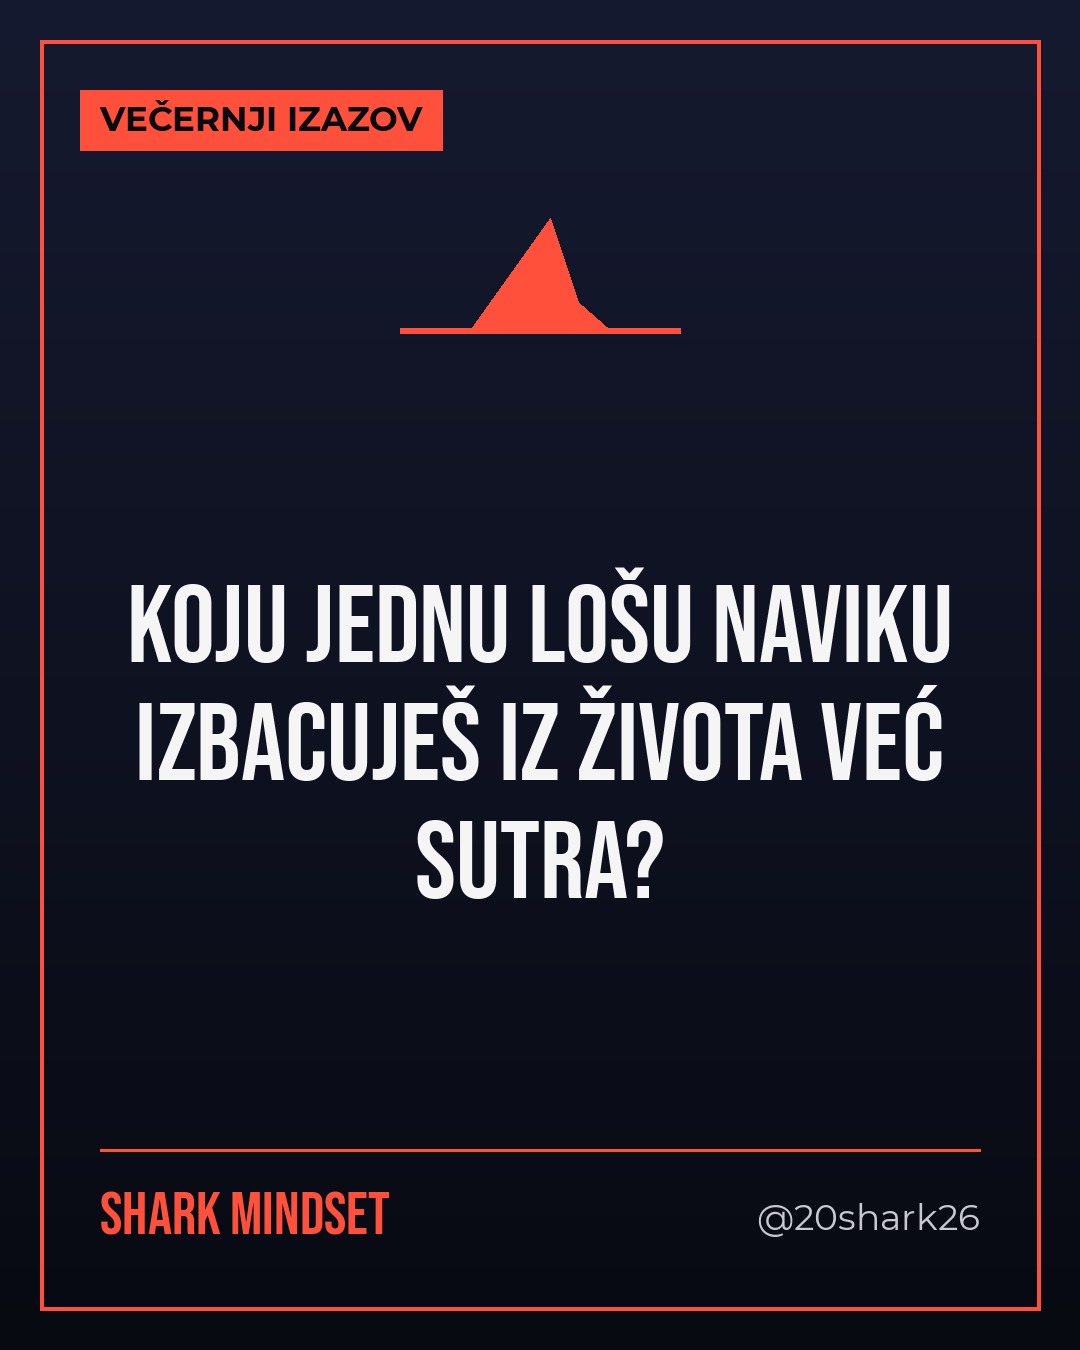 VEČERNJI IZAZOV
KOJU JEDNU LOŠU NAVIKU
IZBACUJEŠ IZ ŽIVOTA VEĆ
SUTRA?
SHARK MINDSET
@20shark26